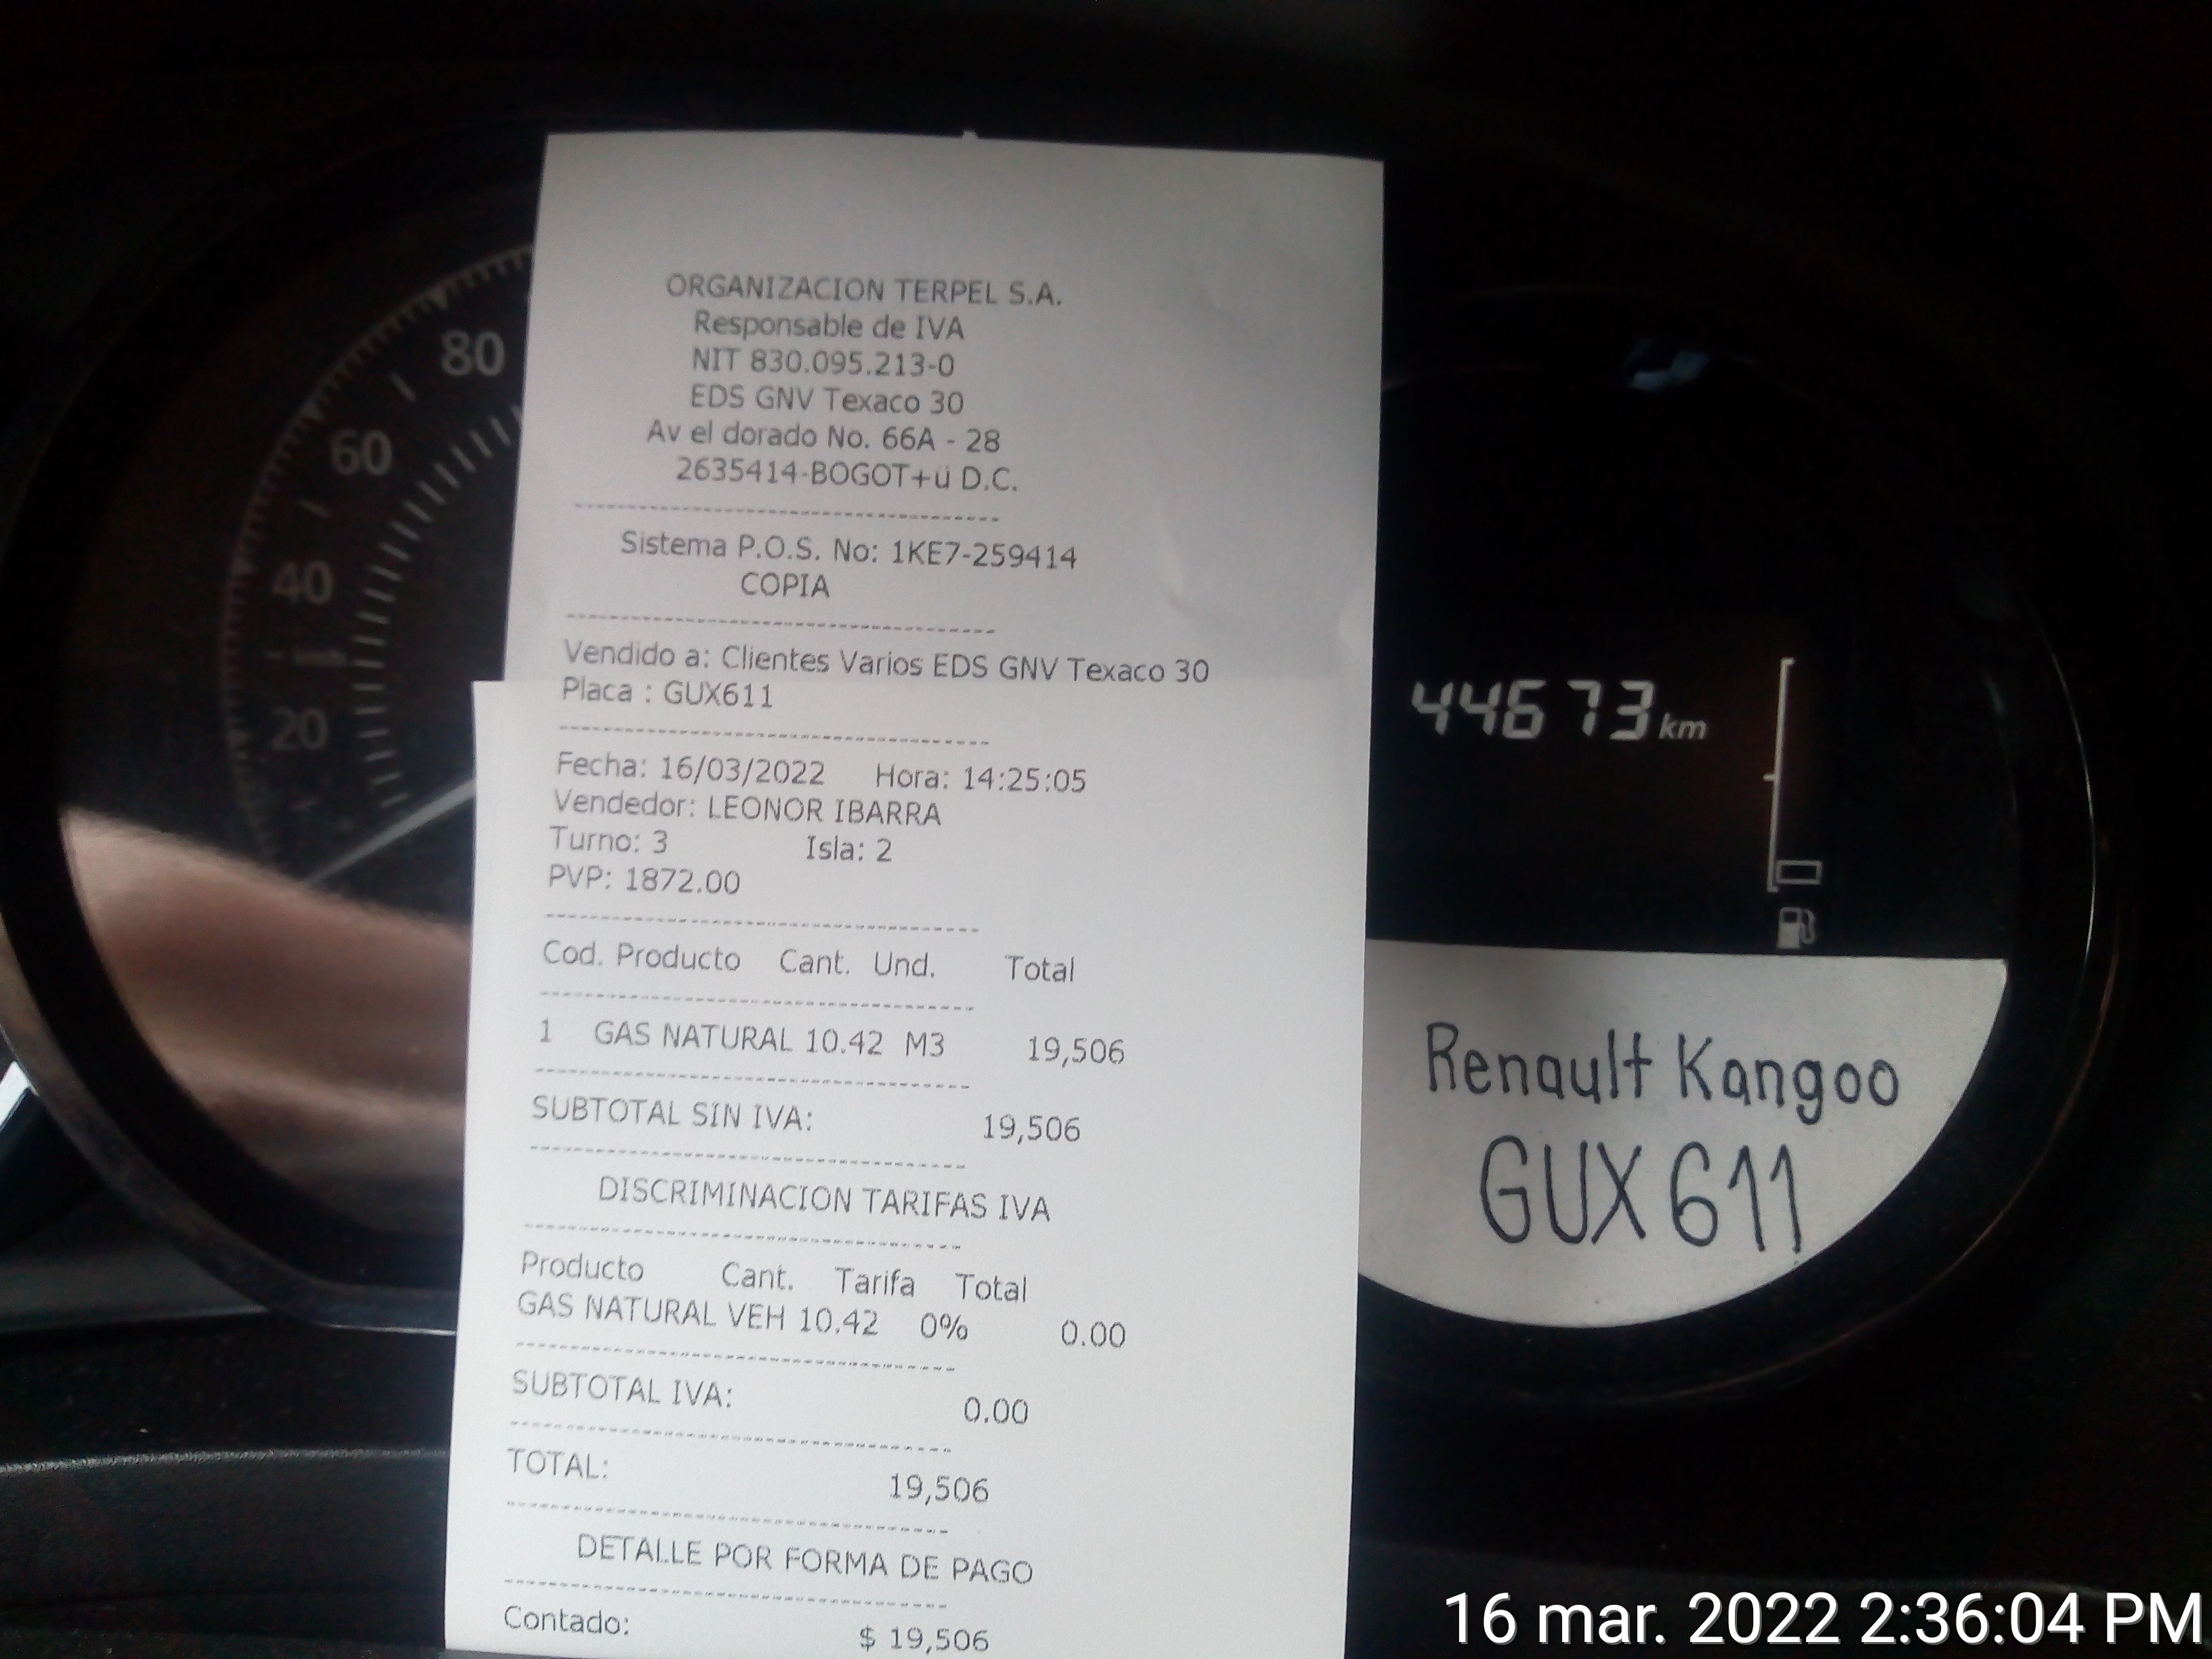 ORGANIZACION TERPEL S.A.
Responsable de IVA
NIT 830.095.213-0
EDS GNV Texaco 30
Av el dorado No. 66A - 28
2635414-BOGOT+ü D.C.
Sistema P.O.S. No: 1KE7-259414
COPIA
Vendido a: Clientes Varios EDS GNV Texaco 30
Placa : GUX611
Fecha: 16/03/2022 Hora: 14:25:05
Vendedor: LEONOR IBARRA
Turno: 3 Isla: 2
PVP: 1872.00
Cod. Producto Cant. Und. Total
1 GAS NATURAL 10.42 M3 19,506
SUBTOTAL SIN IVA: 19,506
DISCRIMINACION TARIFAS IVA
Producto Cant. Tarifa Total
GAS NATURAL VEH 10.42 0% 0.00
SUBTOTAL IVA: 0.00
TOTAL: 19,506
DETALLE POR FORMA DE PAGO
Contado: $ 19,506
80
60
40
20
44673 km
Renault Kangoo
GUX 611
16 mar. 2022 2:36:04 PM